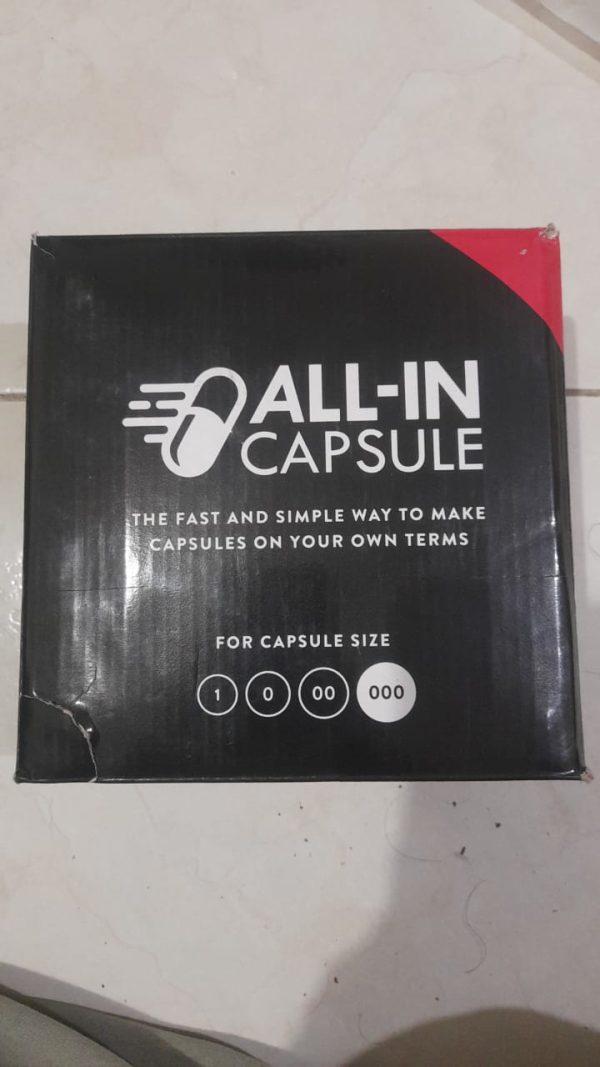 ALL-IN
CAPSULE
THE FAST AND SIMPLE WAY TO MAKE
CAPSULES ON YOUR OWN TERMS
FOR CAPSULE SIZE
1 0 00 000